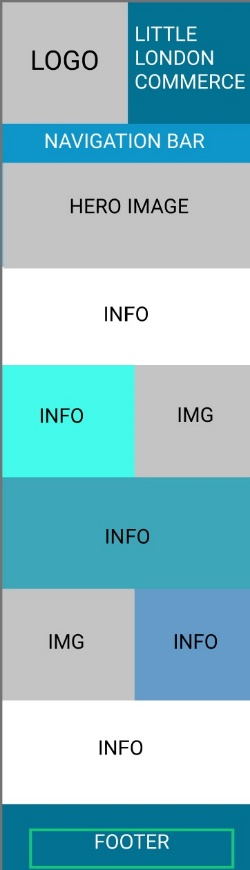 LOGO
LITTLE
LONDON
COMMERCE
NAVIGATION BAR
HERO IMAGE
INFO
INFO
IMG
INFO
IMG
INFO
INFO
FOOTER